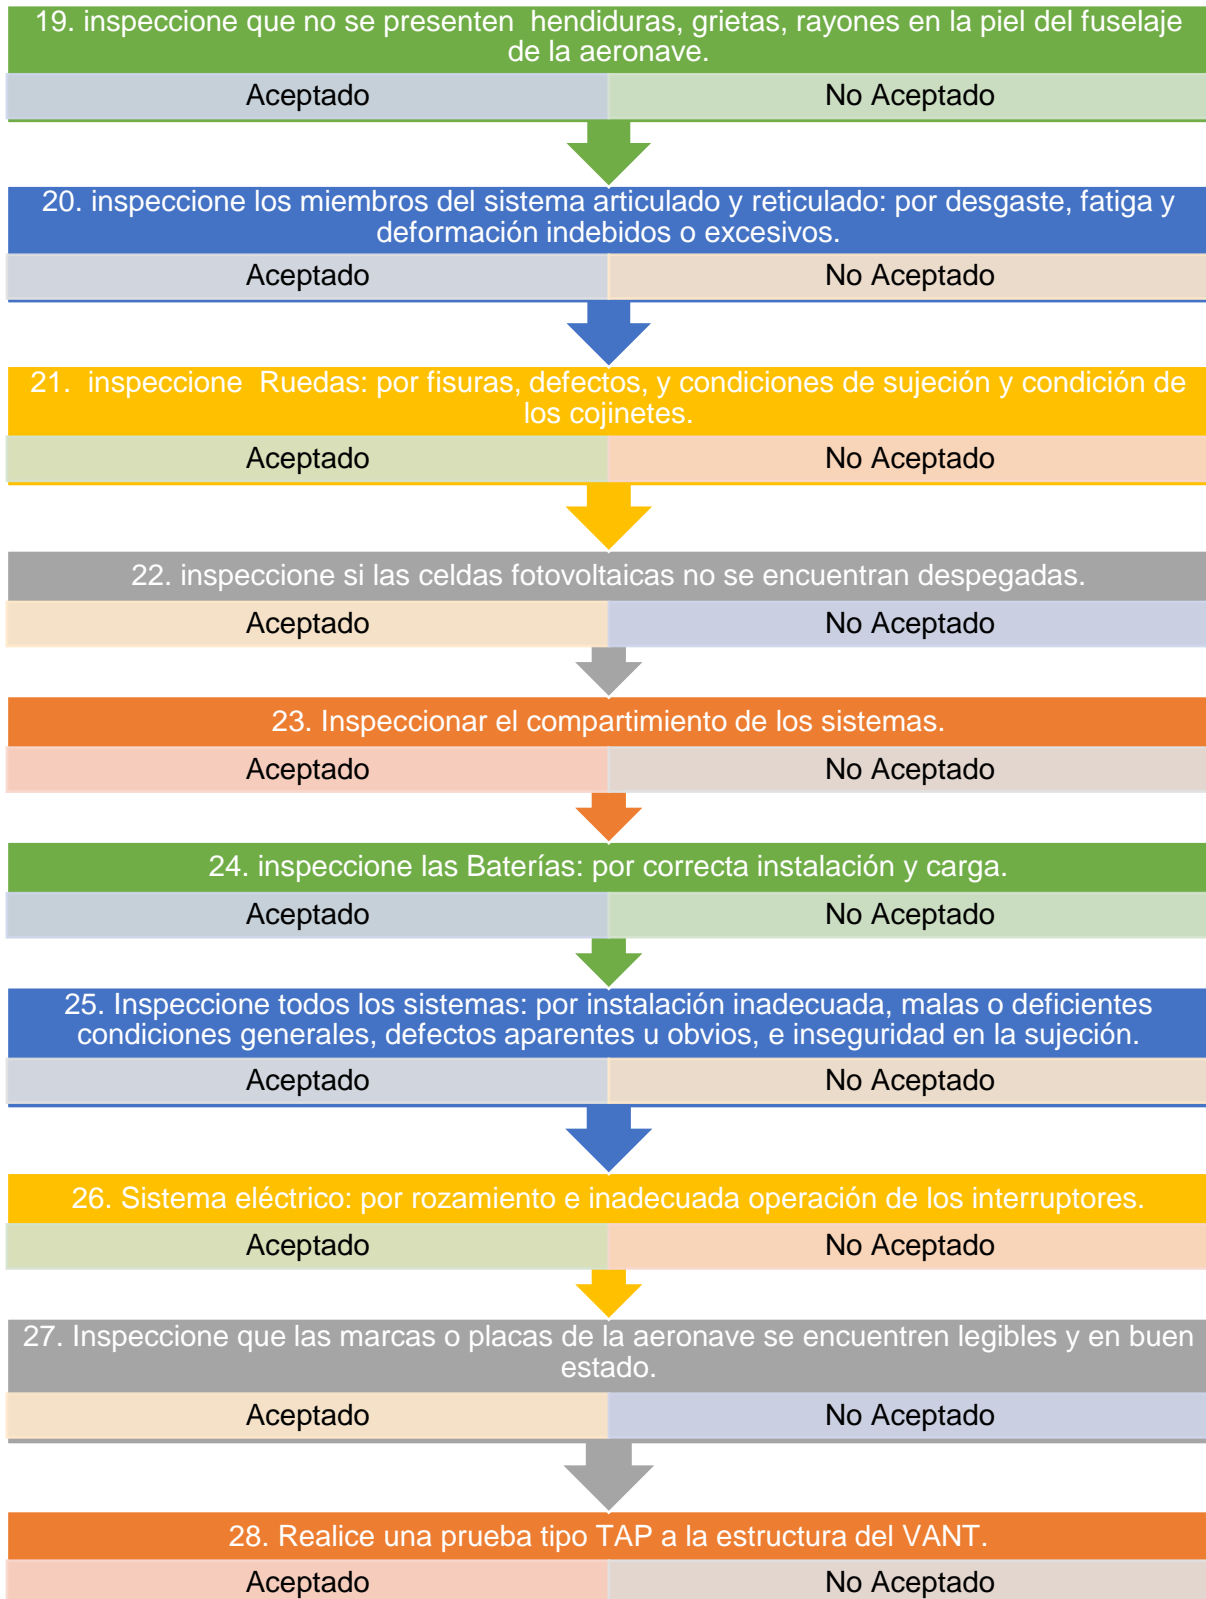 19. inspeccione que no se presenten  hendiduras, grietas, rayones en la piel del fuselaje
de la aeronave.
Aceptado
No Aceptado
20. inspeccione los miembros del sistema articulado y reticulado: por desgaste, fatiga y
deformación indebidos o excesivos.
Aceptado
No Aceptado
21.  inspeccione  Ruedas: por fisuras, defectos, y condiciones de sujeción y condición de
los cojinetes.
Aceptado
No Aceptado
22. inspeccione si las celdas fotovoltaicas no se encuentran despegadas.
Aceptado
No Aceptado
23. Inspeccionar el compartimiento de los sistemas.
Aceptado
No Aceptado
24. inspeccione las Baterías: por correcta instalación y carga.
Aceptado
No Aceptado
25. Inspeccione todos los sistemas: por instalación inadecuada, malas o deficientes
condiciones generales, defectos aparentes u obvios, e inseguridad en la sujeción.
Aceptado
No Aceptado
26. Sistema eléctrico: por rozamiento e inadecuada operación de los interruptores.
Aceptado
No Aceptado
27. Inspeccione que las marcas o placas de la aeronave se encuentren legibles y en buen
estado.
Aceptado
No Aceptado
28. Realice una prueba tipo TAP a la estructura del VANT.
Aceptado
No Aceptado